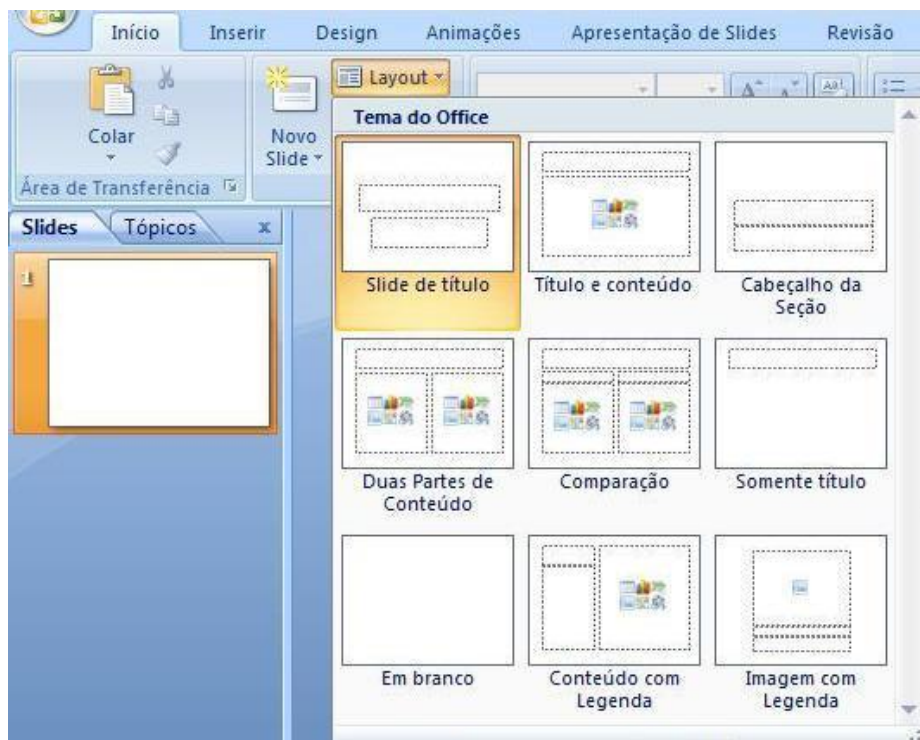 Início Inserir Design Animações Apresentação de Slides Revisão
Layout
Colar
Novo
Slide
Área de Transferência
Tema do Office
Slides Tópicos x
1
Slide de título Título e conteúdo Cabeçalho da
Seção
Duas Partes de
Conteúdo
Comparação Somente título
Em branco Conteúdo com
Legenda
Imagem com
Legenda